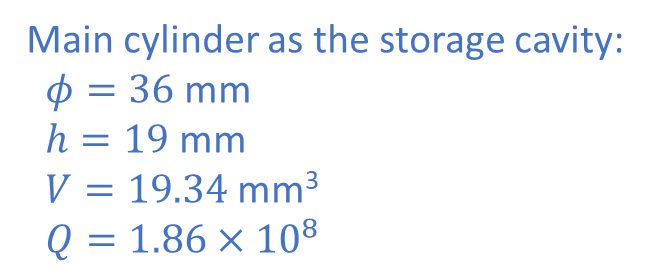 Main cylinder as the storage cavity:
𝜙 = 36 mm
ℎ = 19 mm
𝑉 = 19.34 mm³
𝑄 = 1.86 × 10⁸